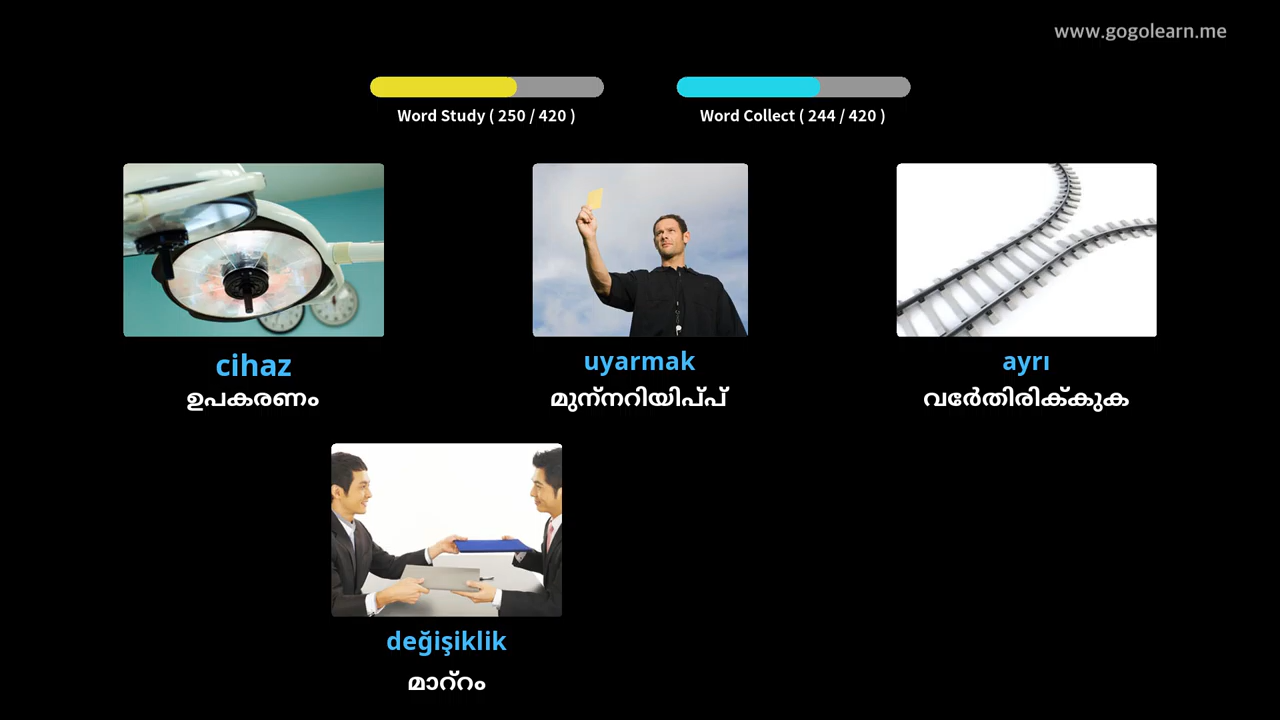 www.gogolearn.me
Word Study ( 250 / 420 )
Word Collect ( 244 / 420 )
cihaz
ഉപകരണം
uyarmak
മുന്നറിയിപ്പ്
ayrı
വേർതിരിക്കുക
değişiklik
മാറ്റം